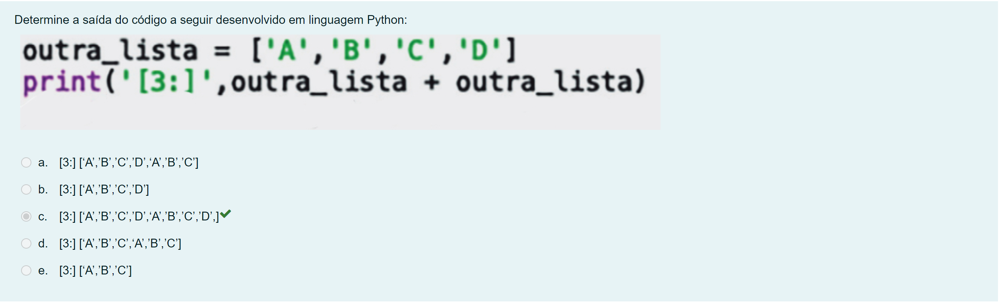 Determine a saída do código a seguir desenvolvido em linguagem Python:
outra_lista = ['A','B','C','D']
print('[3:]',outra_lista + outra_lista)
a. [3:] [‘A’,’B’,’C’,’D’,‘A’,’B’,’C’]
b. [3:] [‘A’,’B’,’C’,’D’]
c. [3:] [‘A’,’B’,’C’,’D’,‘A’,’B’,’C’,’D’,]
d. [3:] [‘A’,’B’,’C’,‘A’,’B’,’C’]
e. [3:] [‘A’,’B’,’C’]